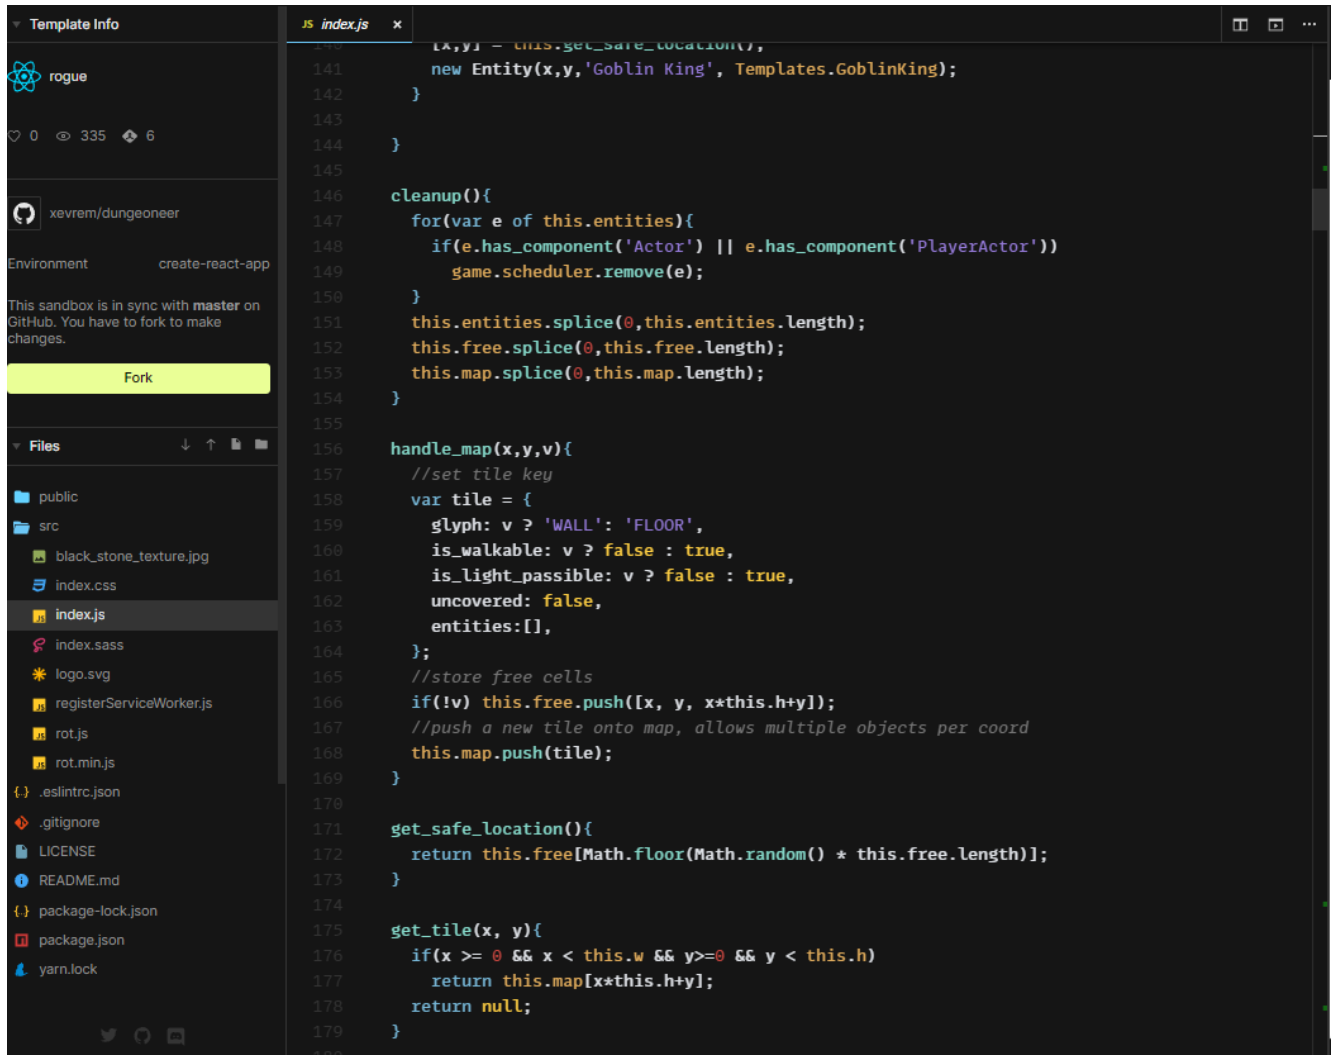 Template Info
rogue
0 335 6
xevrem/dungeoneer
Environment create-react-app
This sandbox is in sync with master on
GitHub. You have to fork to make
changes.
Fork
Files
public
src
black_stone_texture.jpg
index.css
index.js
index.sass
logo.svg
registerServiceWorker.js
rot.js
rot.min.js
.eslintrc.json
.gitignore
LICENSE
README.md
package-lock.json
package.json
yarn.lock
JS index.js ×
140 [x,y] = this.get_safe_location(),
141 new Entity(x,y,'Goblin King', Templates.GoblinKing);
142 }
143
144 }
145
146 cleanup(){
147 for(var e of this.entities){
148 if(e.has_component('Actor') || e.has_component('PlayerActor'))
149 game.scheduler.remove(e);
150 }
151 this.entities.splice(0,this.entities.length);
152 this.free.splice(0,this.free.length);
153 this.map.splice(0,this.map.length);
154 }
155
156 handle_map(x,y,v){
157 //set tile key
158 var tile = {
159 glyph: v ? 'WALL': 'FLOOR',
160 is_walkable: v ? false : true,
161 is_light_passible: v ? false : true,
162 uncovered: false,
163 entities:[],
164 };
165 //store free cells
166 if(!v) this.free.push([x, y, x*this.h+y]);
167 //push a new tile onto map, allows multiple objects per coord
168 this.map.push(tile);
169 }
170
171 get_safe_location(){
172 return this.free[Math.floor(Math.random() * this.free.length)];
173 }
174
175 get_tile(x, y){
176 if(x >= 0 && x < this.w && y>=0 && y < this.h)
177 return this.map[x*this.h+y];
178 return null;
179 }